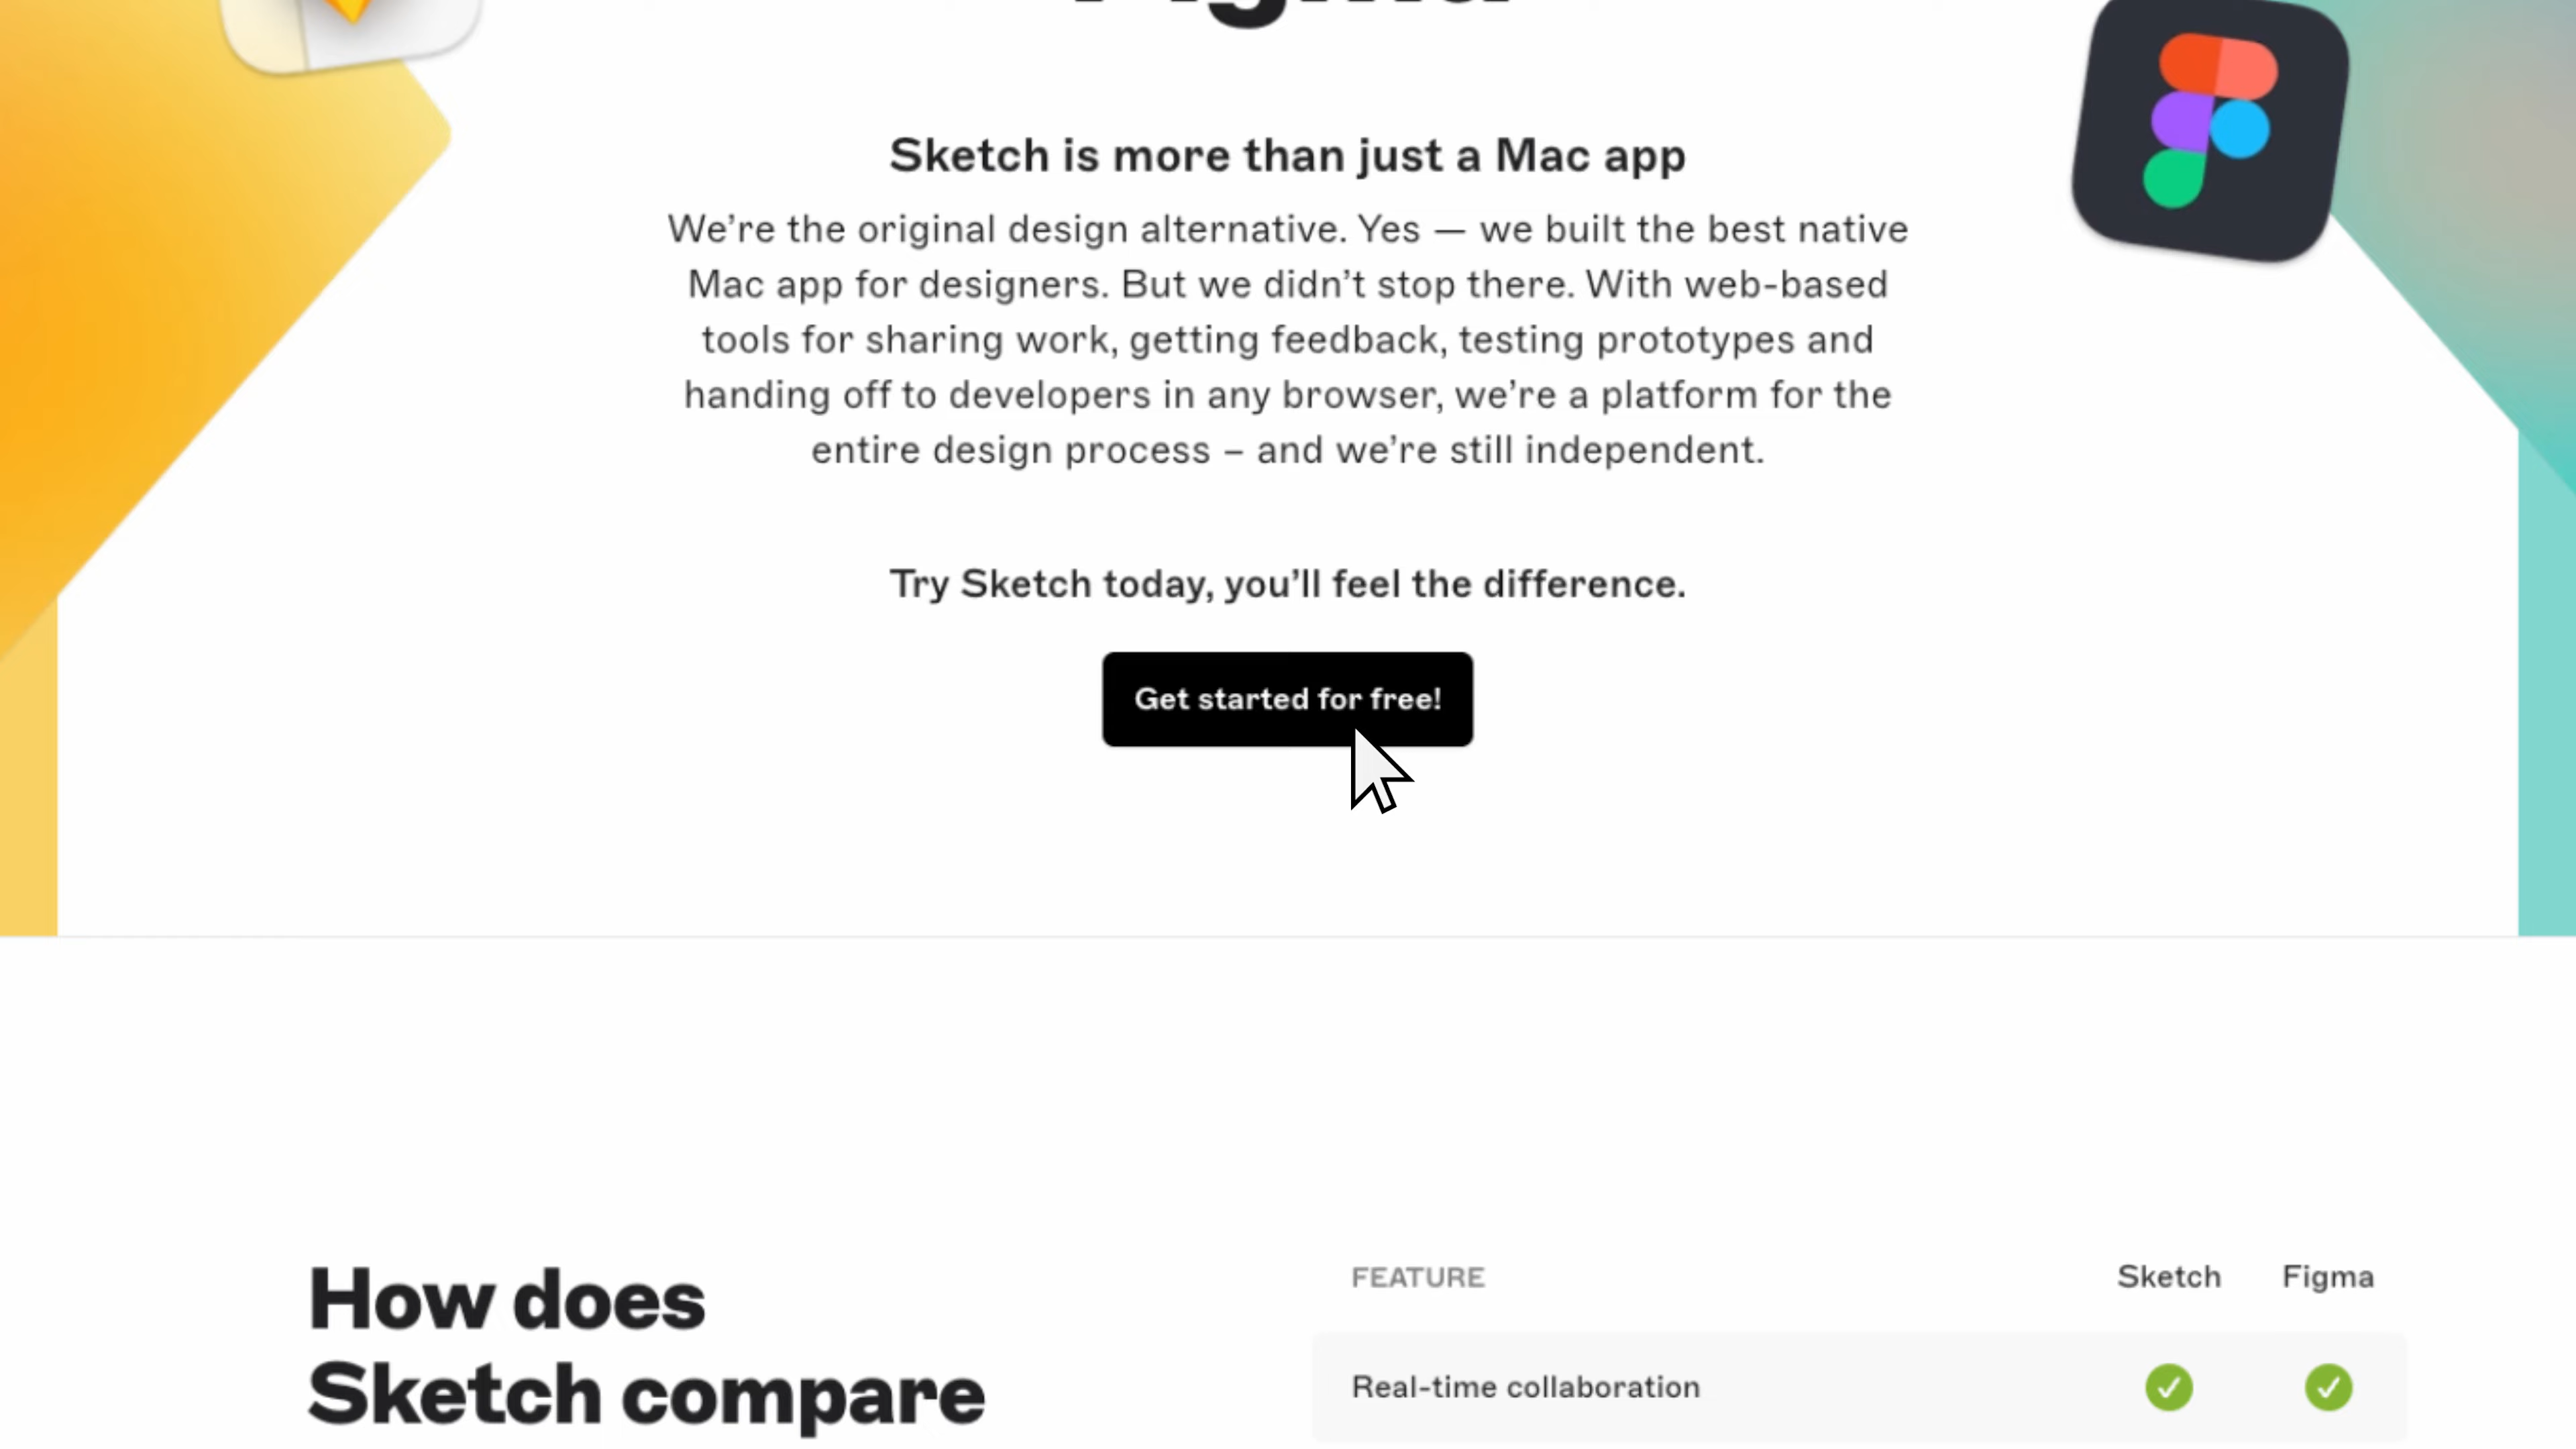 Sketch is more than just a Mac app
We’re the original design alternative. Yes — we built the best native
Mac app for designers. But we didn’t stop there. With web-based
tools for sharing work, getting feedback, testing prototypes and
handing off to developers in any browser, we’re a platform for the
entire design process – and we’re still independent.
Try Sketch today, you’ll feel the difference.
Get started for free!
How does
Sketch compare
FEATURE Sketch Figma
Real-time collaboration